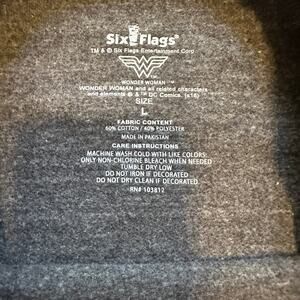 Six Flags®
TM & © Six Flags Entertainment Corp
WONDER WOMAN™
WONDER WOMAN and all related characters
and elements © & ™ DC Comics. (s16)
SIZE
L
FABRIC CONTENT
60% COTTON / 40% POLYESTER
MADE IN PAKISTAN
CARE INSTRUCTIONS
MACHINE WASH COLD WITH LIKE COLORS;
ONLY NON-CHLORINE BLEACH WHEN NEEDED
TUMBLE DRY LOW
DO NOT IRON IF DECORATED
DO NOT DRY CLEAN IF DECORATED.
RN# 103812